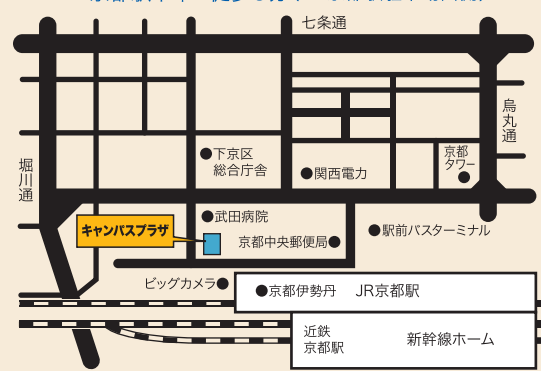 七条通
烏丸通
堀川通
下京区
総合庁舎
関西電力
京都
タワー
武田病院
キャンパスプラザ
京都中央郵便局
駅前バスターミナル
ビッグカメラ
京都伊勢丹
JR京都駅
近鉄
京都駅
新幹線ホーム